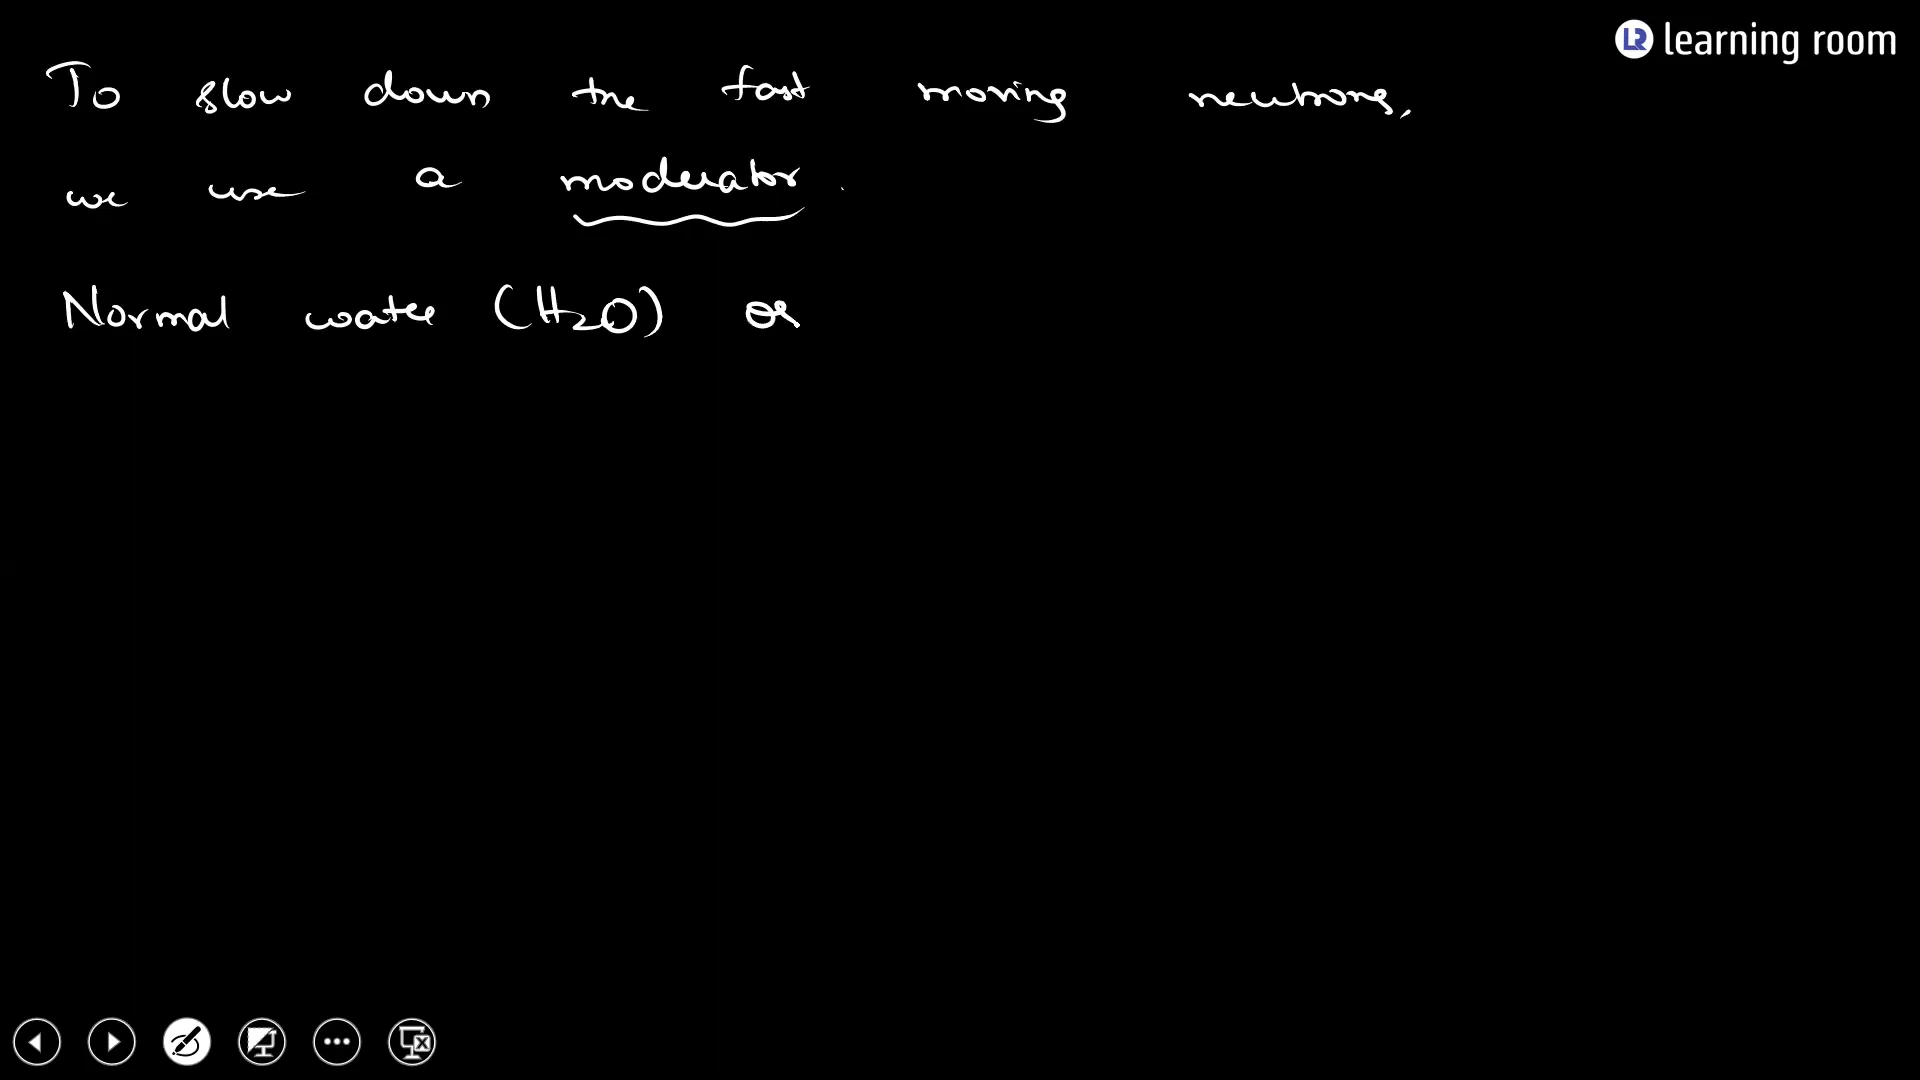 learning room
To slow down the fast moving neutrons,
we use a moderator.
Normal water (H₂O) or